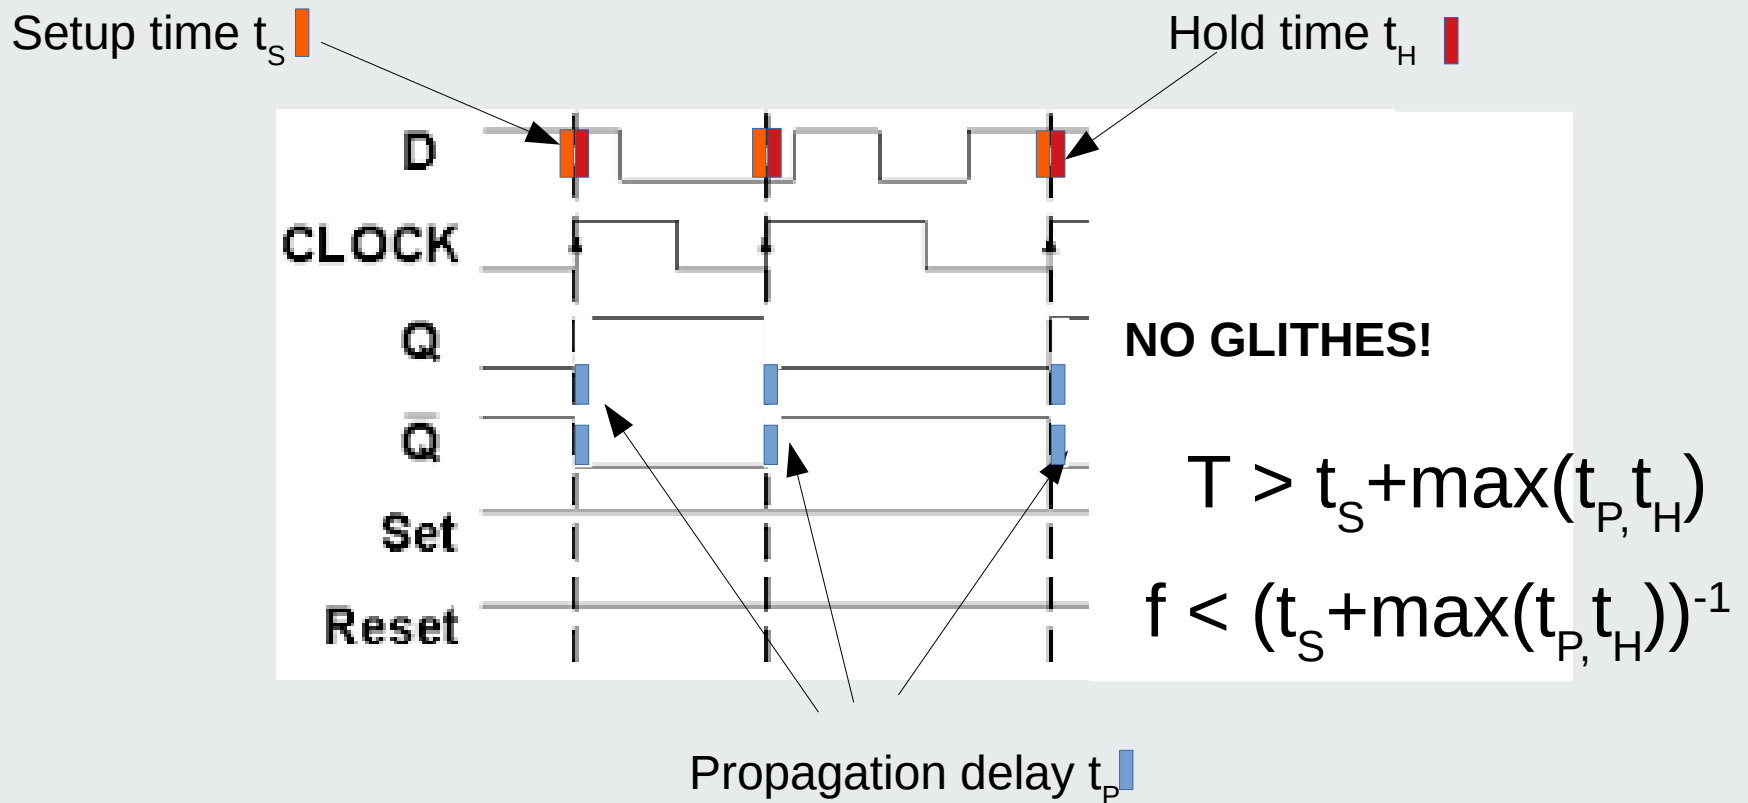 Setup time tS
Hold time tH
D
CLOCK
Q
NO GLITHES!
Q̅
T > tS+max(tP,tH)
Set
f < (tS+max(tP,tH))-1
Reset
Propagation delay tP